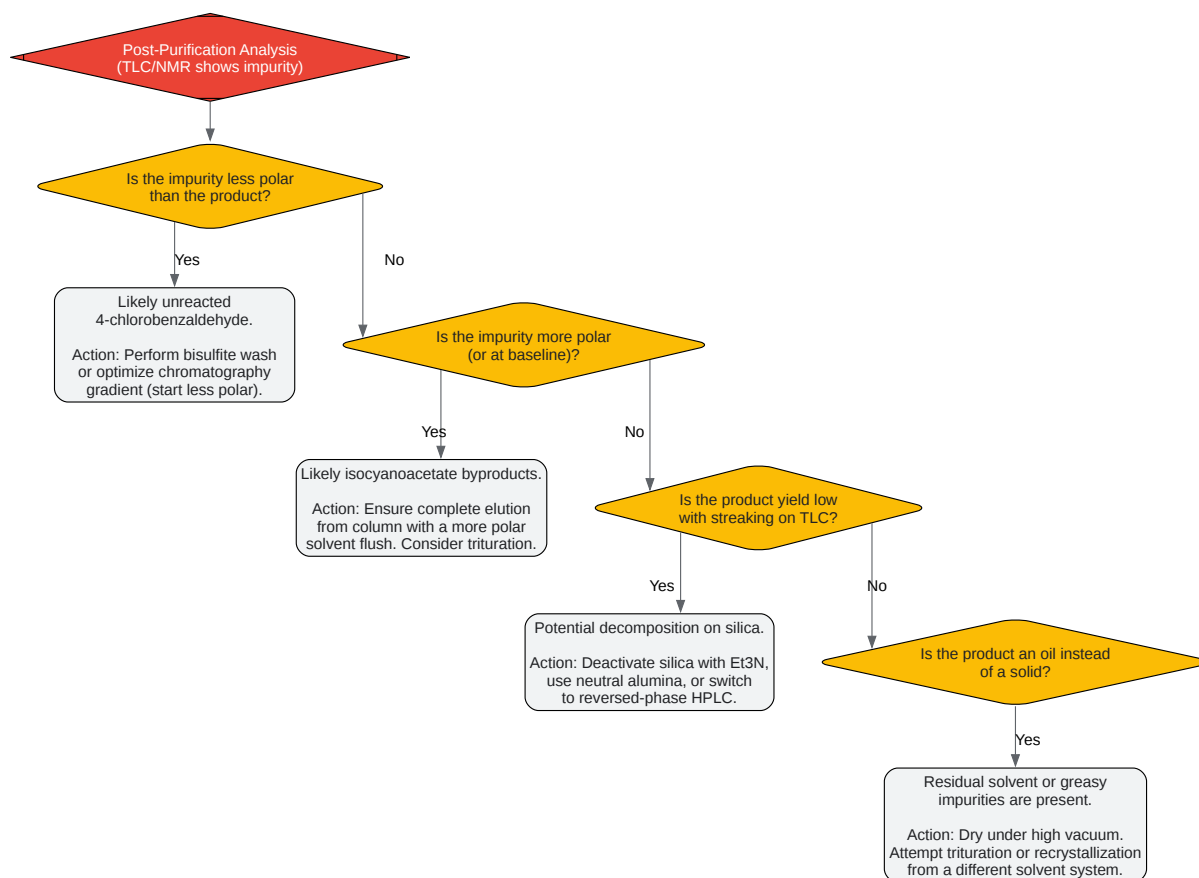 Post-Purification Analysis
(TLC/NMR shows impurity)
Is the impurity less polar
than the product?
Yes
No
Likely unreacted
4-chlorobenzaldehyde.
Action: Perform bisulfite wash
or optimize chromatography
gradient (start less polar).
Is the impurity more polar
(or at baseline)?
Yes
No
Likely isocyanoacetate byproducts.
Action: Ensure complete elution
from column with a more polar
solvent flush. Consider trituration.
Is the product yield low
with streaking on TLC?
Yes
No
Potential decomposition on silica.
Action: Deactivate silica with Et3N,
use neutral alumina, or switch
to reversed-phase HPLC.
Is the product an oil instead
of a solid?
Yes
Residual solvent or greasy
impurities are present.
Action: Dry under high vacuum.
Attempt trituration or recrystallization
from a different solvent system.